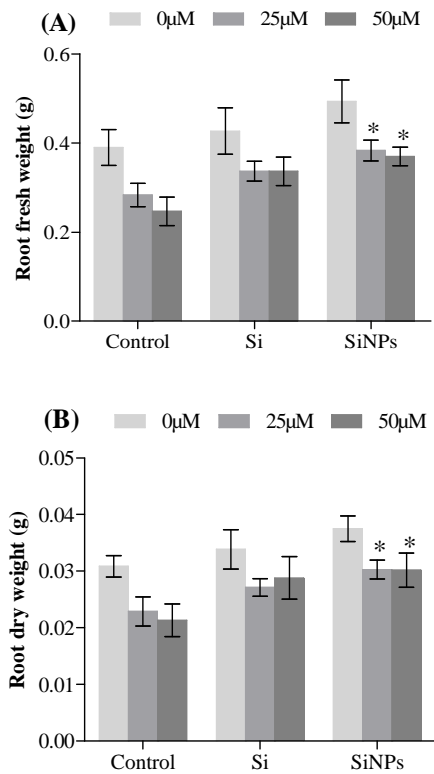 (A)
0μM 25μM 50μM
Root fresh weight (g)
0.6
0.4
0.2
0.0
* *
Control Si SiNPs
(B)
0μM 25μM 50μM
Root dry weight (g)
0.05
0.04
0.03
0.02
0.01
0.00
* *
Control Si SiNPs